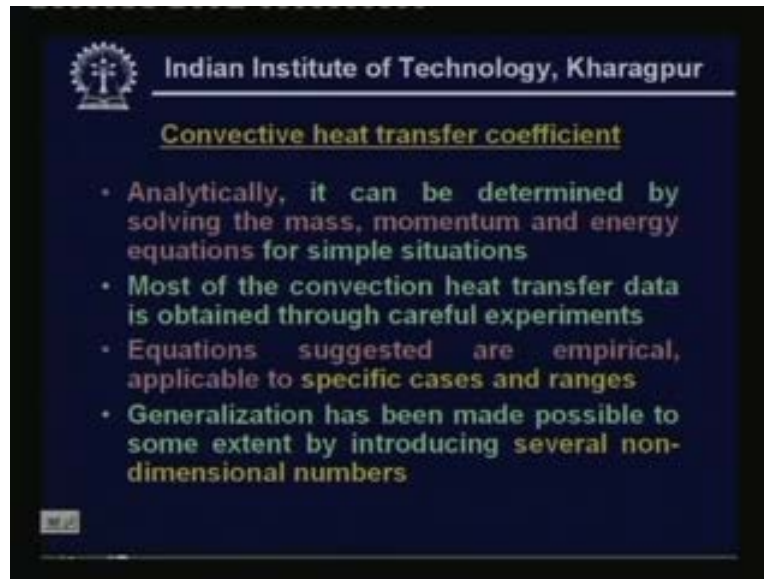 Indian Institute of Technology, Kharagpur
Convective heat transfer coefficient
• Analytically, it can be determined by
solving the mass, momentum and energy
equations for simple situations
• Most of the convection heat transfer data
is obtained through careful experiments
• Equations suggested are empirical,
applicable to specific cases and ranges
• Generalization has been made possible to
some extent by introducing several non-
dimensional numbers